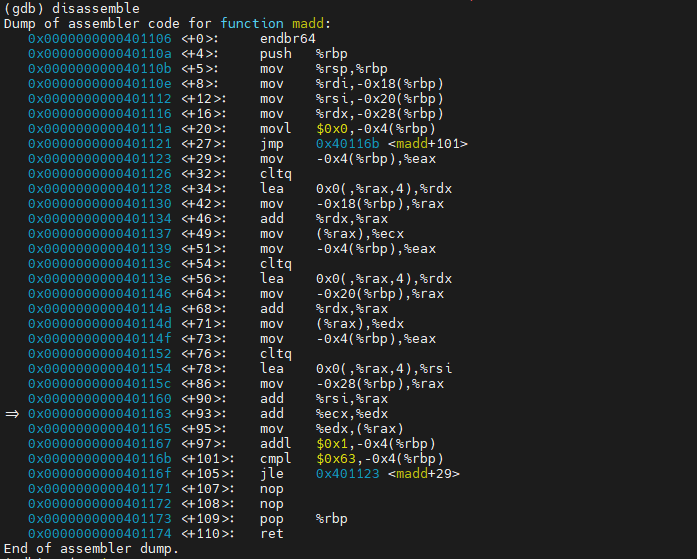 (gdb) disassemble
Dump of assembler code for function madd:
   0x0000000000401106 <+0>:	endbr64
   0x000000000040110a <+4>:	push   %rbp
   0x000000000040110b <+5>:	mov    %rsp,%rbp
   0x000000000040110e <+8>:	mov    %rdi,-0x18(%rbp)
   0x0000000000401112 <+12>:	mov    %rsi,-0x20(%rbp)
   0x0000000000401116 <+16>:	mov    %rdx,-0x28(%rbp)
   0x000000000040111a <+20>:	movl   $0x0,-0x4(%rbp)
   0x0000000000401121 <+27>:	jmp    0x40116b <madd+101>
   0x0000000000401123 <+29>:	mov    -0x4(%rbp),%eax
   0x0000000000401126 <+32>:	cltq
   0x0000000000401128 <+34>:	lea    0x0(,%rax,4),%rdx
   0x0000000000401130 <+42>:	mov    -0x18(%rbp),%rax
   0x0000000000401134 <+46>:	add    %rdx,%rax
   0x0000000000401137 <+49>:	mov    (%rax),%ecx
   0x0000000000401139 <+51>:	mov    -0x4(%rbp),%eax
   0x000000000040113c <+54>:	cltq
   0x000000000040113e <+56>:	lea    0x0(,%rax,4),%rdx
   0x0000000000401146 <+64>:	mov    -0x20(%rbp),%rax
   0x000000000040114a <+68>:	add    %rdx,%rax
   0x000000000040114d <+71>:	mov    (%rax),%edx
   0x000000000040114f <+73>:	mov    -0x4(%rbp),%eax
   0x0000000000401152 <+76>:	cltq
   0x0000000000401154 <+78>:	lea    0x0(,%rax,4),%rsi
   0x000000000040115c <+86>:	mov    -0x28(%rbp),%rax
   0x0000000000401160 <+90>:	add    %rsi,%rax
=> 0x0000000000401163 <+93>:	add    %ecx,%edx
   0x0000000000401165 <+95>:	mov    %edx,(%rax)
   0x0000000000401167 <+97>:	addl   $0x1,-0x4(%rbp)
   0x000000000040116b <+101>:	cmpl   $0x63,-0x4(%rbp)
   0x000000000040116f <+105>:	jle    0x401123 <madd+29>
   0x0000000000401171 <+107>:	nop
   0x0000000000401172 <+108>:	nop
   0x0000000000401173 <+109>:	pop    %rbp
   0x0000000000401174 <+110>:	ret
End of assembler dump.